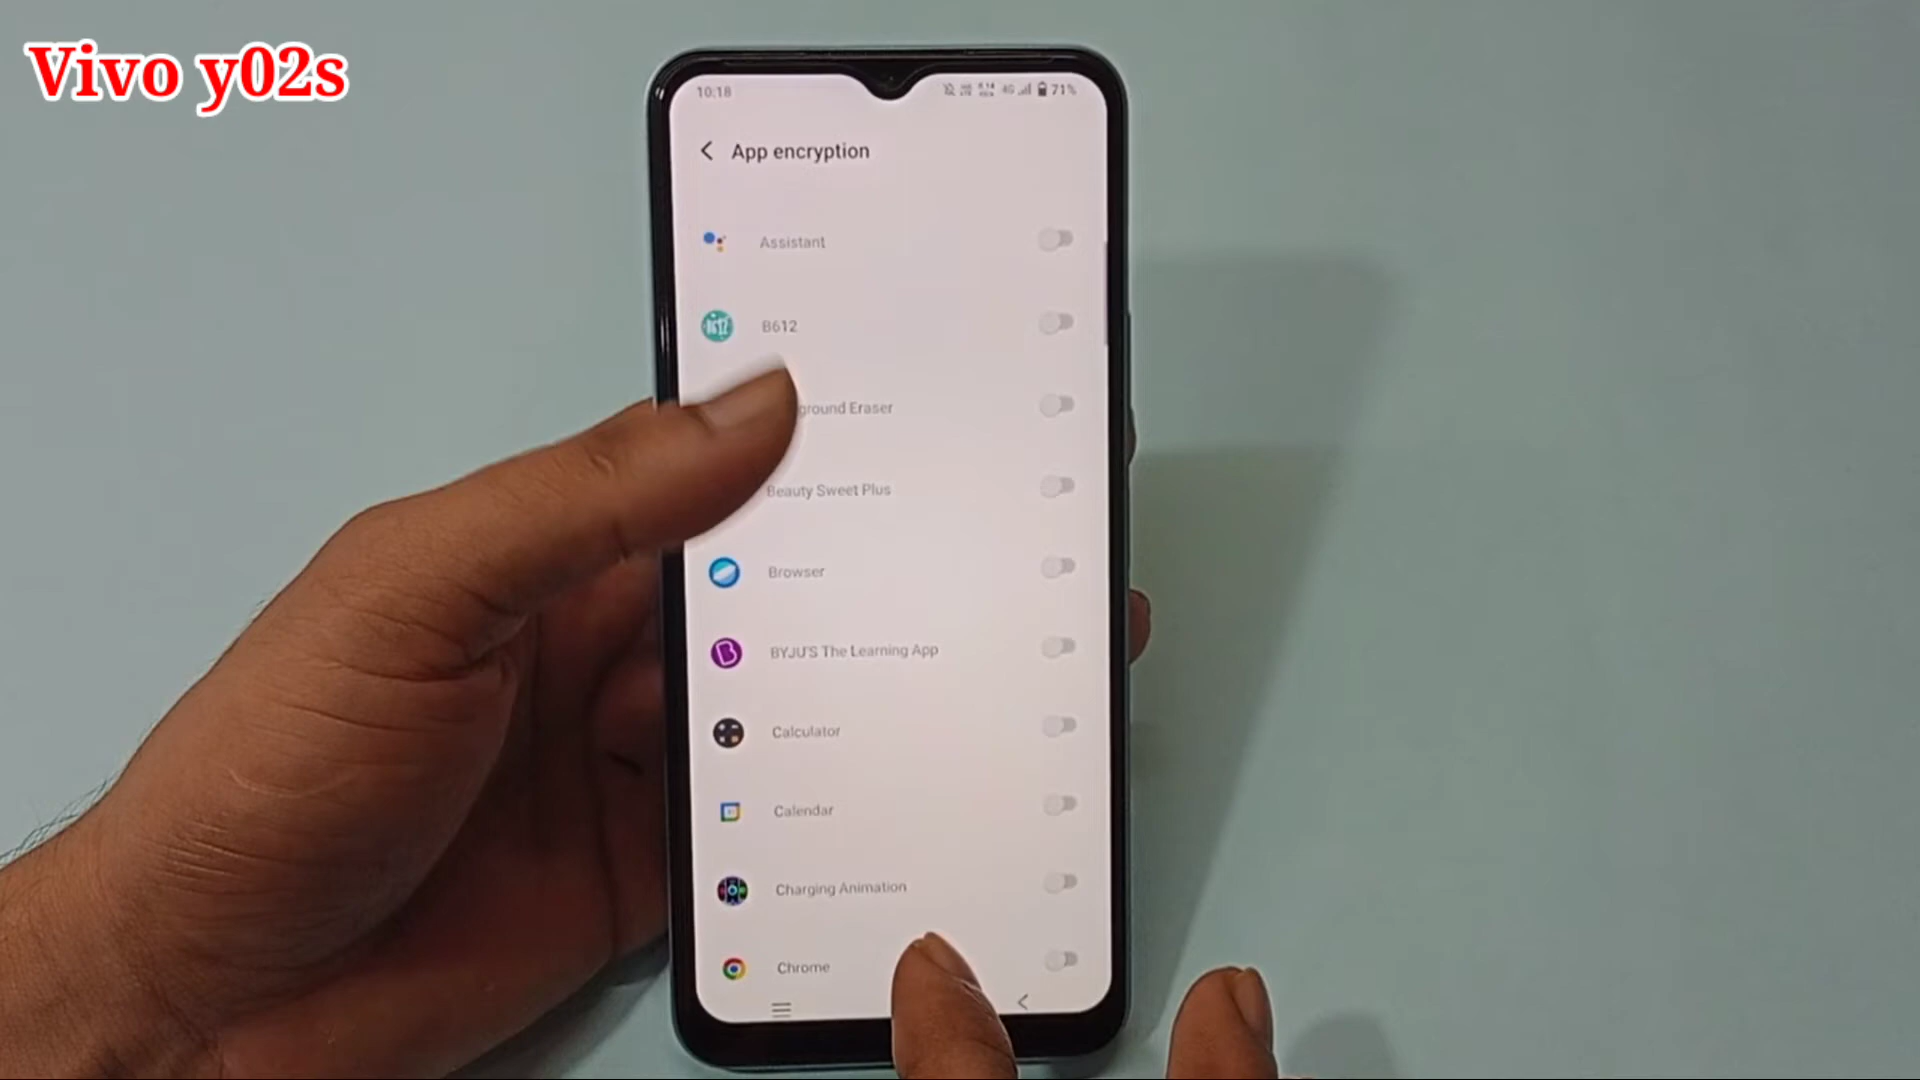 Vivo y02s
10:18
4G 71%
App encryption
Assistant
B612
ground Eraser
Beauty Sweet Plus
Browser
BYJU'S The Learning App
Calculator
Calendar
Charging Animation
Chrome